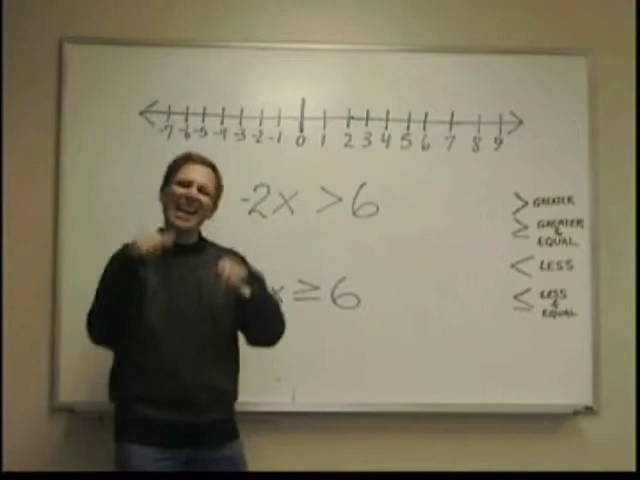 -7 -6 -5 -4 -3 -2 -1 0 1 2 3 4 5 6 7 8 9
-2x > 6
x ≥ 6
> GREATER
≥ GREATER
&
EQUAL
< LESS
≤ LESS
&
EQUAL